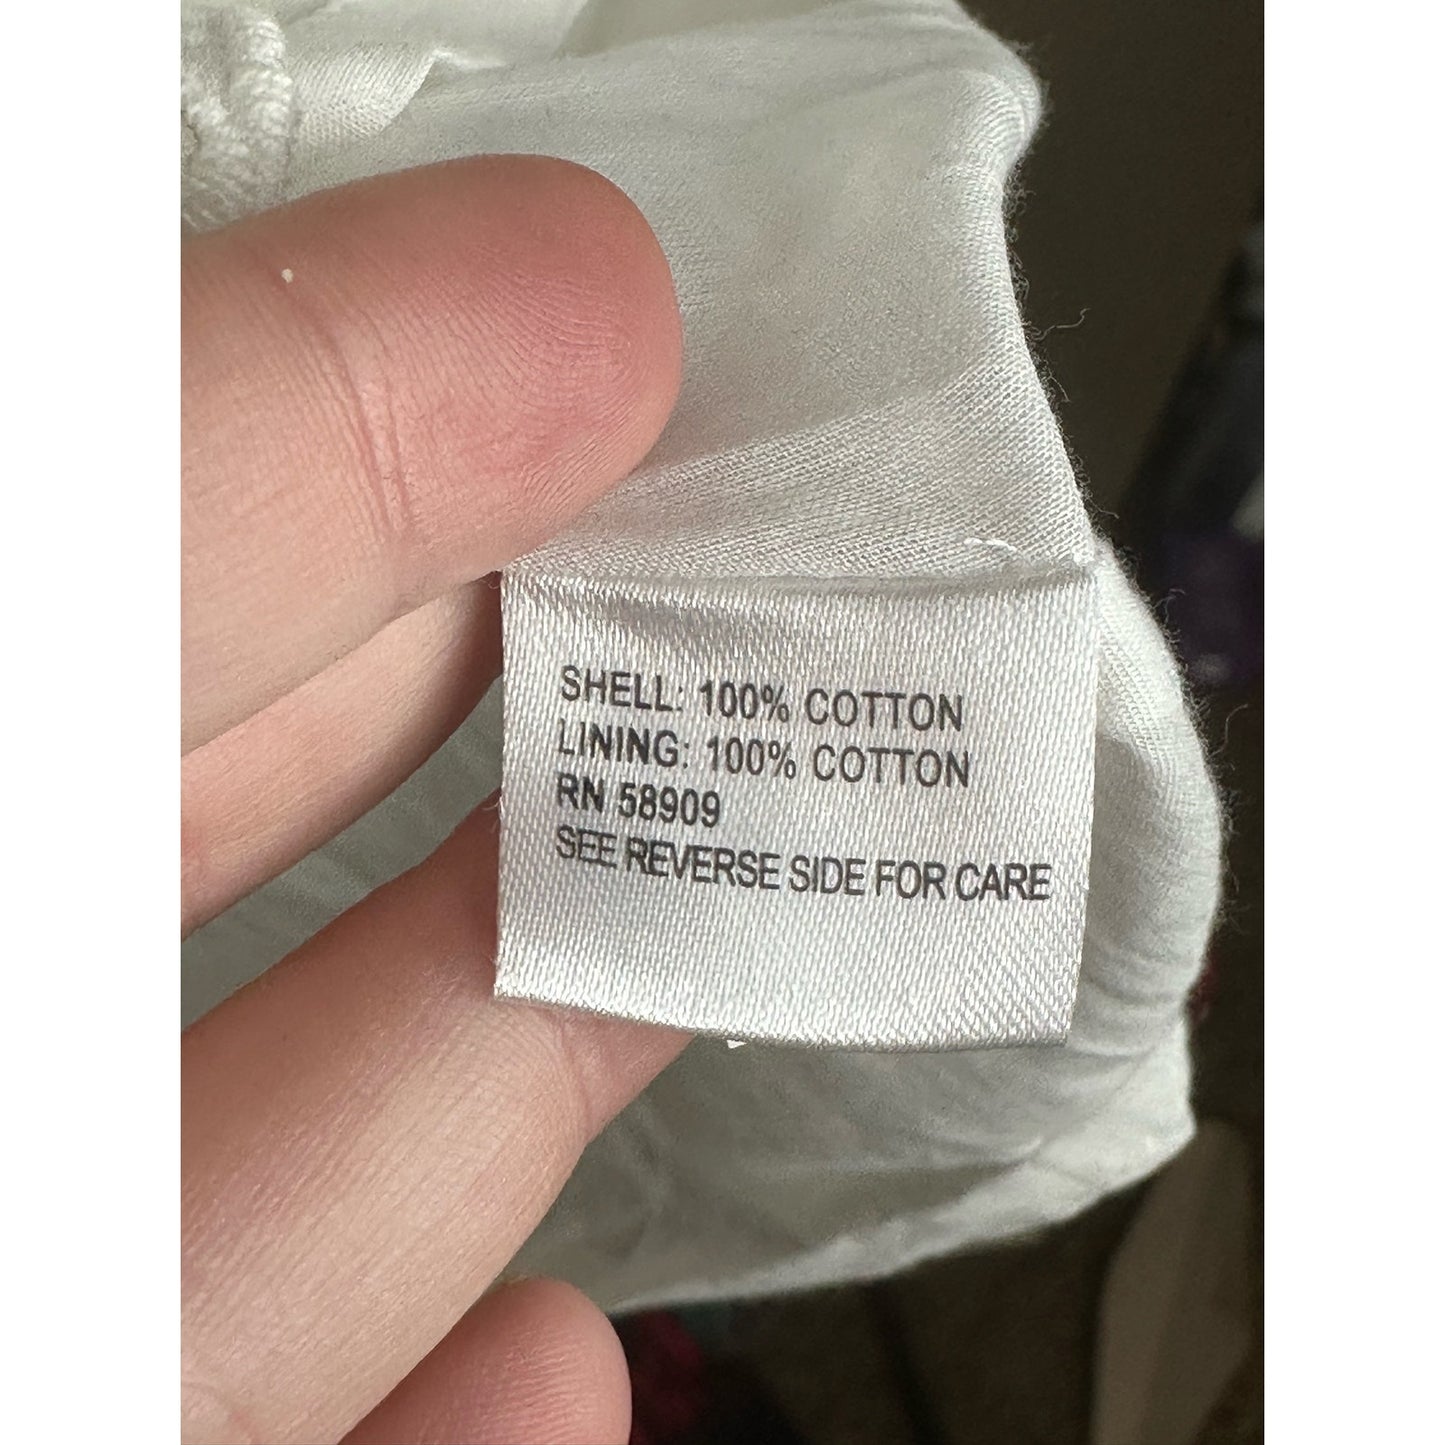 SHELL: 100% COTTON
LINING: 100% COTTON
RN 58909
SEE REVERSE SIDE FOR CARE